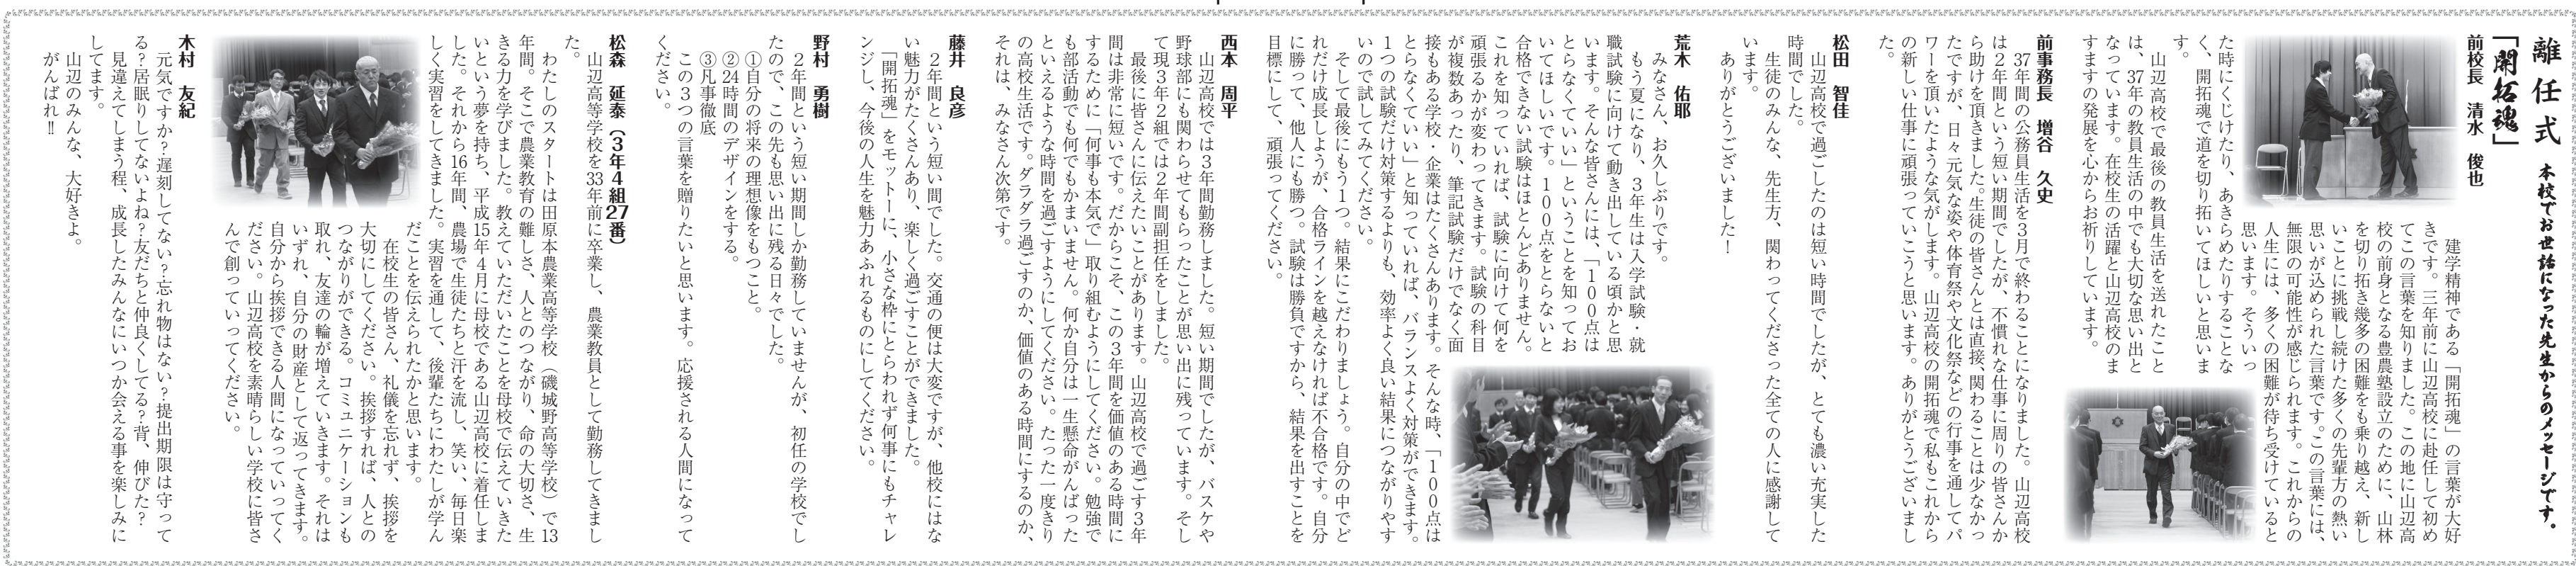 離任式
本校でお世話になった先生からのメッセージです。
「開拓魂」
前校長　清水　俊也
建学精神である「開拓魂」の言葉が大好
きです。三年前に山辺高校に赴任して初め
てこの言葉を知りました。この地に山辺高
校の前身となる豊農塾設立のために、山林
を切り拓き幾多の困難をも乗り越え、新し
いことに挑戦し続けた多くの先輩方の熱い
思いが込められた言葉です。この言葉には、
無限の可能性が感じられます。これからの
人生には、多くの困難が待ち受けていると
思います。そういっ
た時にくじけたり、あきらめたりすることな
く、開拓魂で道を切り拓いてほしいと思いま
す。
山辺高校で最後の教員生活を送れたこと
は、37年の教員生活の中でも大切な思い出と
なっています。在校生の活躍と山辺高校のま
すますの発展を心からお祈りしています。
前事務長　増谷　久史
37年間の公務員生活を３月で終わることになりました。山辺高校
は２年間という短い期間でしたが、不慣れな仕事に周りの皆さんか
ら助けを頂きました。生徒の皆さんとは直接、関わることは少なかっ
たですが、日々元気な姿や体育祭や文化祭などの行事を通してパ
ワーを頂いたような気がします。山辺高校の開拓魂で私もこれから
の新しい仕事に頑張っていこうと思います。ありがとうございまし
た。
松田　智佳
山辺高校で過ごしたのは短い時間でしたが、とても濃い充実した
時間でした。
生徒のみんな、先生方、関わってくださった全ての人に感謝して
います。
ありがとうございました！
荒木　佑耶
みなさん、お久しぶりです。
もう夏になり、３年生は入学試験・就
職試験に向けて動き出している頃かと思
います。そんな皆さんには、「１００点は
とらなくていい」ということを知ってお
いてほしいです。１００点をとらないと
合格できない試験はほとんどありません。
これを知っていれば、試験に向けて何を
頑張るかが変わってきます。試験の科目
が複数あったり、筆記試験だけでなく面
接もある学校・企業はたくさんあります。そんな時、「１００点は
とらなくていい」と知っていれば、バランスよく対策ができます。
１つの試験だけ対策するよりも、効率よく良い結果につながりやす
いので試してみてください。
そして最後にもう１つ。結果にこだわりましょう。自分の中でど
れだけ成長しようが、合格ラインを越えなければ不合格です。自分
に勝って、他人にも勝つ。試験は勝負ですから、結果を出すことを
目標にして、頑張ってください。
西本　周平
山辺高校では３年間勤務しました。短い期間でしたが、バスケや
野球部にも関わらせてもらったことが思い出に残っています。そし
て現３年２組では２年間副担任をしました。
最後に皆さんに伝えたいことがあります。山辺高校で過ごす３年
間は非常に短いです。だからこそ、この３年間を価値のある時間に
するために「何事も本気で」取り組むようにしてください。勉強で
も部活動でも何でもかまいません。何か自分は一生懸命がんばった
といえるような時間を過ごすようにしてください。たった一度きり
の高校生活です。ダラダラ過ごすのか、価値のある時間にするのか、
それは、みなさん次第です。
藤井　良彦
２年間という短い間でした。交通の便は大変ですが、他校にはな
い魅力がたくさんあり、楽しく過ごすことができました。
「開拓魂」をモットーに、小さな枠にとらわれず何事にもチャレ
ンジし、今後の人生を魅力あふれるものにしてください。
野村　勇樹
２年間という短い期間しか勤務していませんが、初任の学校でし
たので、この先も思い出に残る日々でした。
①自分の将来の理想像をもつこと。
②24時間のデザインをする。
③凡事徹底。
この３つの言葉を贈りたいと思います。応援される人間になって
ください。
松森　延泰（３年４組27番）
山辺高等学校を33年前に卒業し、農業教員として勤務してきまし
た。
わたしのスタートは田原本農業高等学校（磯城野高等学校）で13
年間。そこで農業教育の難しさ、人とのつながり、命の大切さ、生
きる力を学びました。教えていただいたことを母校で伝えていきた
いという夢を持ち、平成15年４月に母校である山辺高校に着任しま
した。それから16年間、農場で生徒たちと汗を流し、笑い、毎日楽
しく実習をしてきました。実習を通して、後輩たちにわたしが学ん
だことを伝えられたかと思います。
在校生の皆さん、礼儀を忘れず、挨拶を
大切にしてください。挨拶すれば、人との
つながりができる。コミュニケーションも
取れ、友達の輪が増えていきます。それは
いずれ、自分の財産として返ってきます。
自分から挨拶できる人間になっていってく
ださい。山辺高校を素晴らしい学校に皆さ
んで創っていってください。
木村　友紀
元気ですか？遅刻してない？忘れ物はない？提出期限は守って
る？居眠りしてないよね？友だちと仲良くしてる？背、伸びた？
見違えてしまう程、成長したみんなにいつか会える事を楽しみに
してます。
山辺のみんな、大好きよ。
がんばれ‼